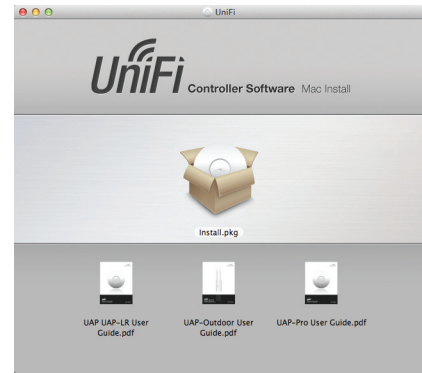 UniFi
UniFi Controller Software Mac Install
Install.pkg
UAP UAP-LR User
Guide.pdf
UAP-Outdoor User
Guide.pdf
UAP-Pro User Guide.pdf